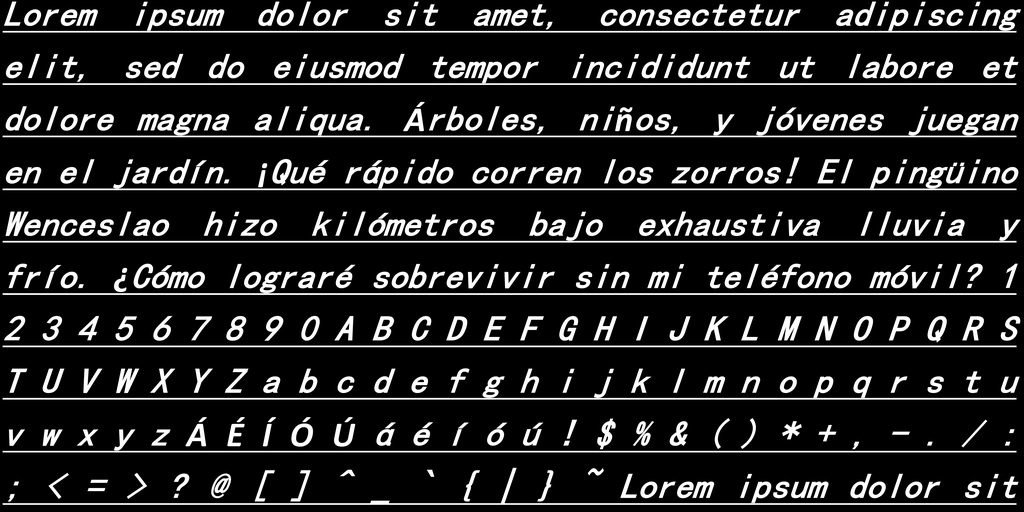 Lorem ipsum dolor sit amet, consectetur adipiscing
elit, sed do eiusmod tempor incididunt ut labore et
dolore magna aliqua. Árboles, niños, y jóvenes juegan
en el jardín. ¡Qué rápido corren los zorros! El pingüino
Wenceslao hizo kilómetros bajo exhaustiva lluvia y
frío. ¿Cómo lograré sobrevivir sin mi teléfono móvil? 1
2 3 4 5 6 7 8 9 0 A B C D E F G H I J K L M N O P Q R S
T U V W X Y Z a b c d e f g h i j k l m n o p q r s t u
v w x y z Á É Í Ó Ú á é í ó ú ! $ % & ( ) * + , - . / :
; < = > ? @ [ ] ^ _ ` { | } ~ Lorem ipsum dolor sit